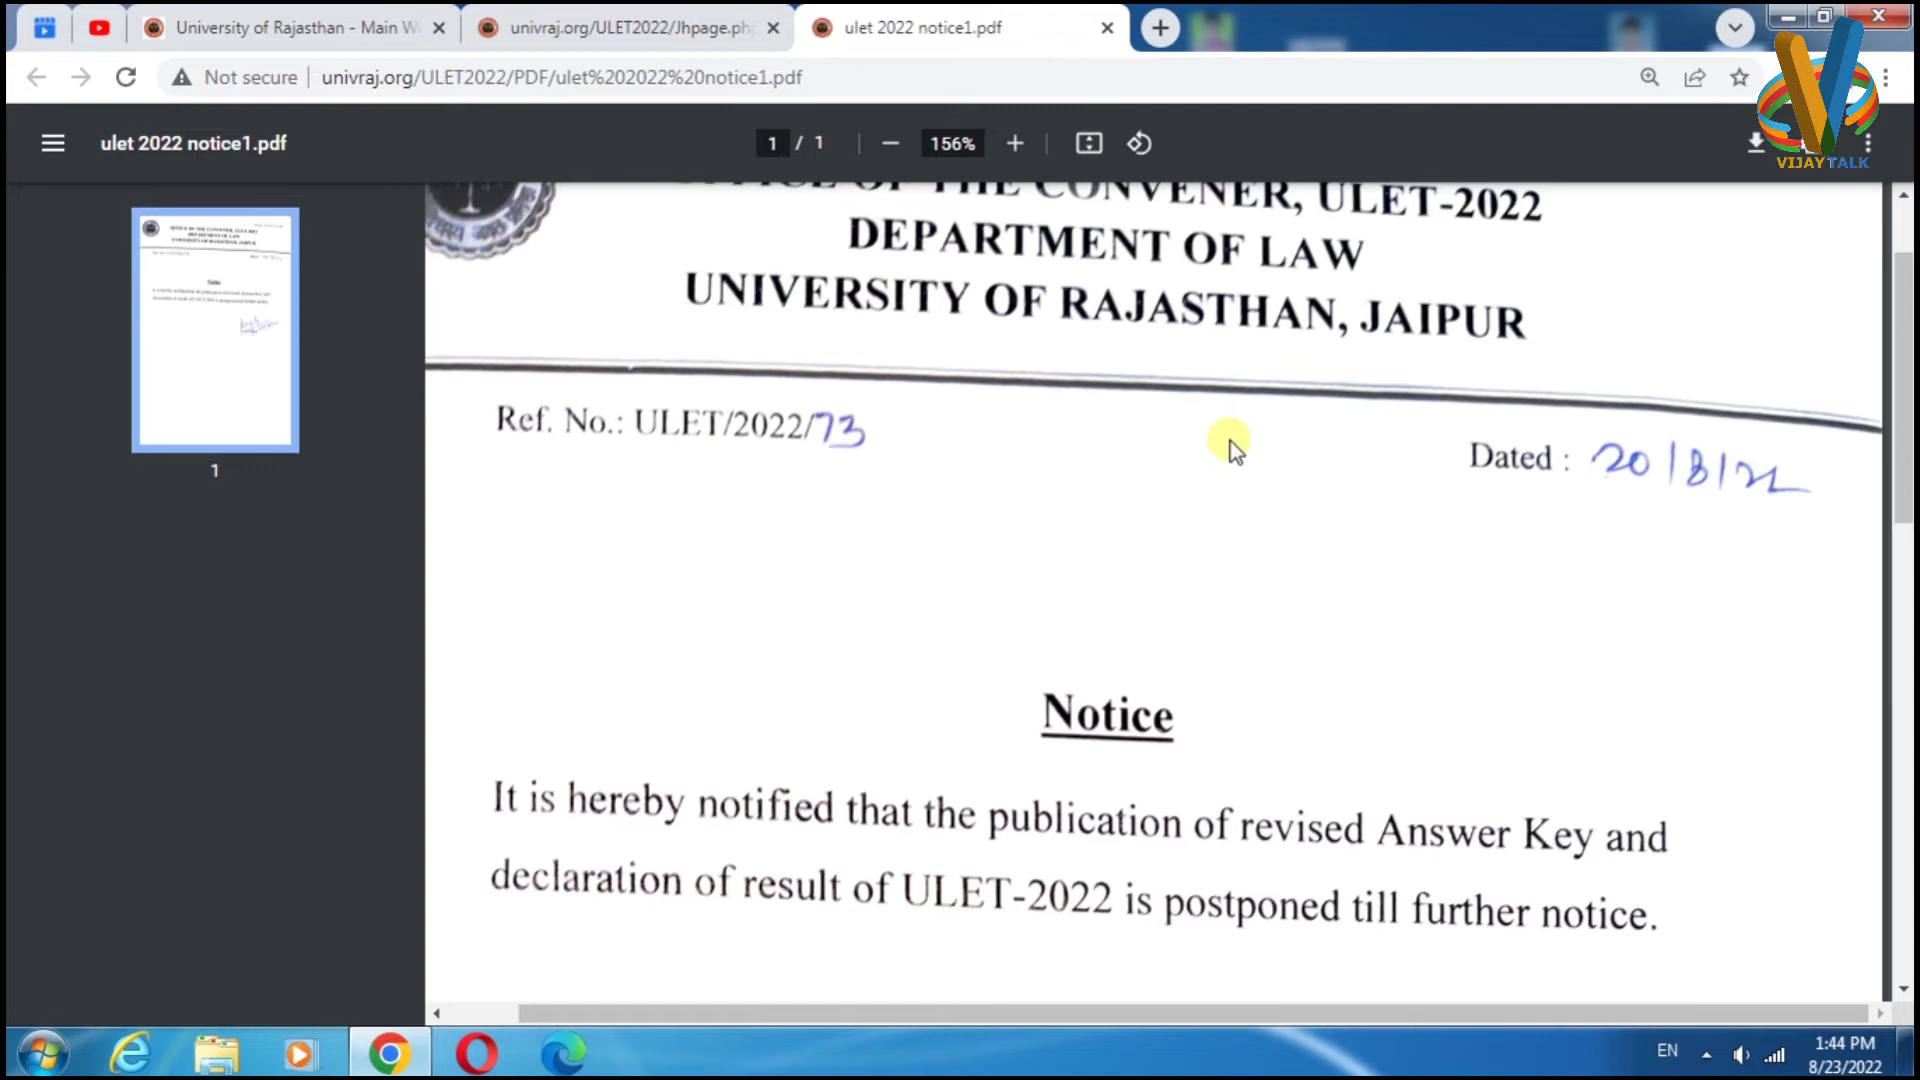 University of Rajasthan - Main W
univraj.org/ULET2022/Jhpage.ph
ulet 2022 notice1.pdf
Not secure
univraj.org/ULET2022/PDF/ulet%202022%20notice1.pdf
VIJAYTALK
ulet 2022 notice1.pdf
1 / 1
156%
OFFICE OF THE CONVENER, ULET-2022
DEPARTMENT OF LAW
UNIVERSITY OF RAJASTHAN, JAIPUR
Ref. No.: ULET/2022/73
Dated : 20/8/22
1
Notice
It is hereby notified that the publication of revised Answer Key and
declaration of result of ULET-2022 is postponed till further notice.
EN
1:44 PM
8/23/2022